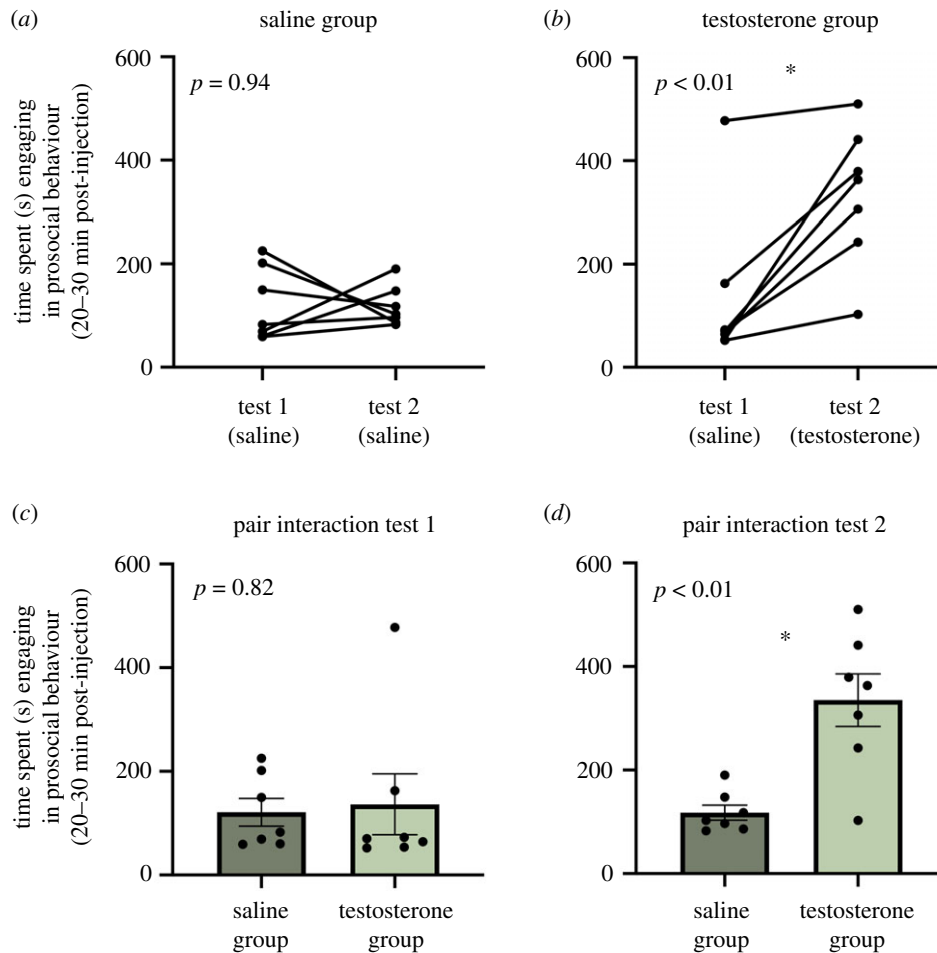 (a)
saline group
time spent (s) engaging
in prosocial behaviour
(20–30 min post-injection)
600
400
200
0
p = 0.94
test 1
(saline)
test 2
(saline)
(b)
testosterone group
600
400
200
0
p < 0.01
*
test 1
(saline)
test 2
(testosterone)
(c)
pair interaction test 1
time spent (s) engaging
in prosocial behaviour
(20–30 min post-injection)
600
400
200
0
p = 0.82
saline
group
testosterone
group
(d)
pair interaction test 2
600
400
200
0
p < 0.01
*
saline
group
testosterone
group